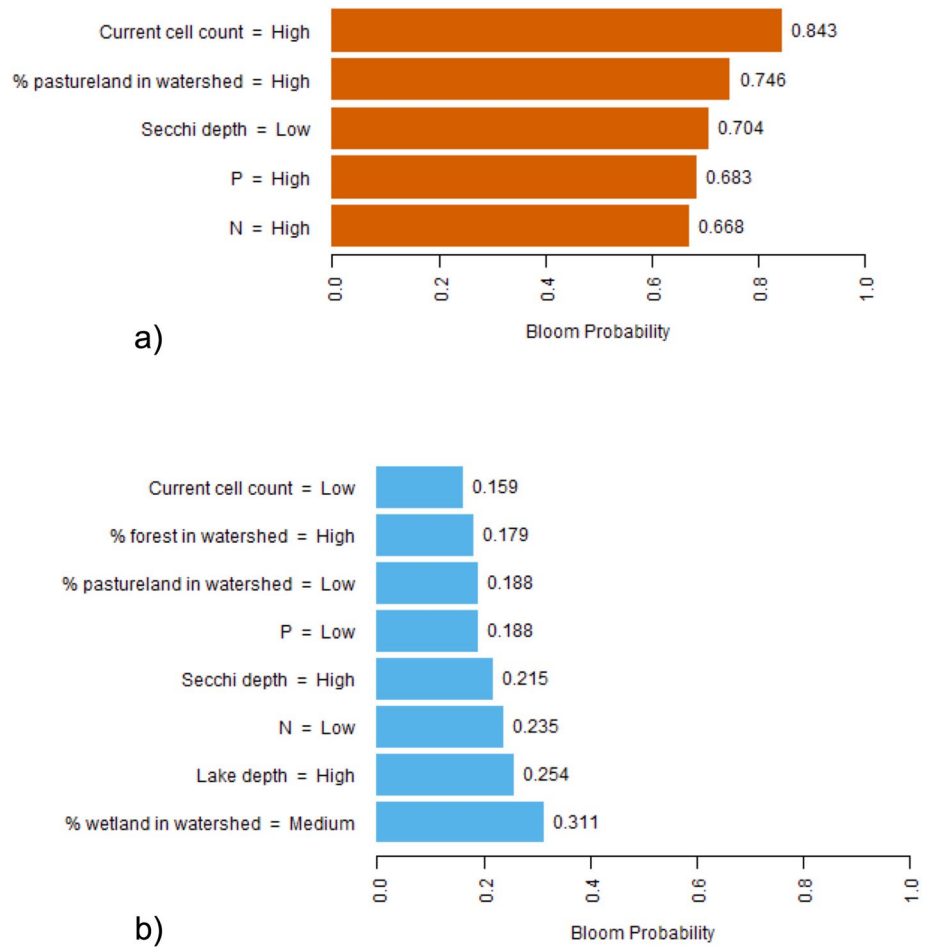 Current cell count = High 0.843
% pastureland in watershed = High 0.746
Secchi depth = Low 0.704
P = High 0.683
N = High 0.668
0.0 0.2 0.4 0.6 0.8 1.0
Bloom Probability
a)
Current cell count = Low 0.159
% forest in watershed = High 0.179
% pastureland in watershed = Low 0.188
P = Low 0.188
Secchi depth = High 0.215
N = Low 0.235
Lake depth = High 0.254
% wetland in watershed = Medium 0.311
0.0 0.2 0.4 0.6 0.8 1.0
Bloom Probability
b)